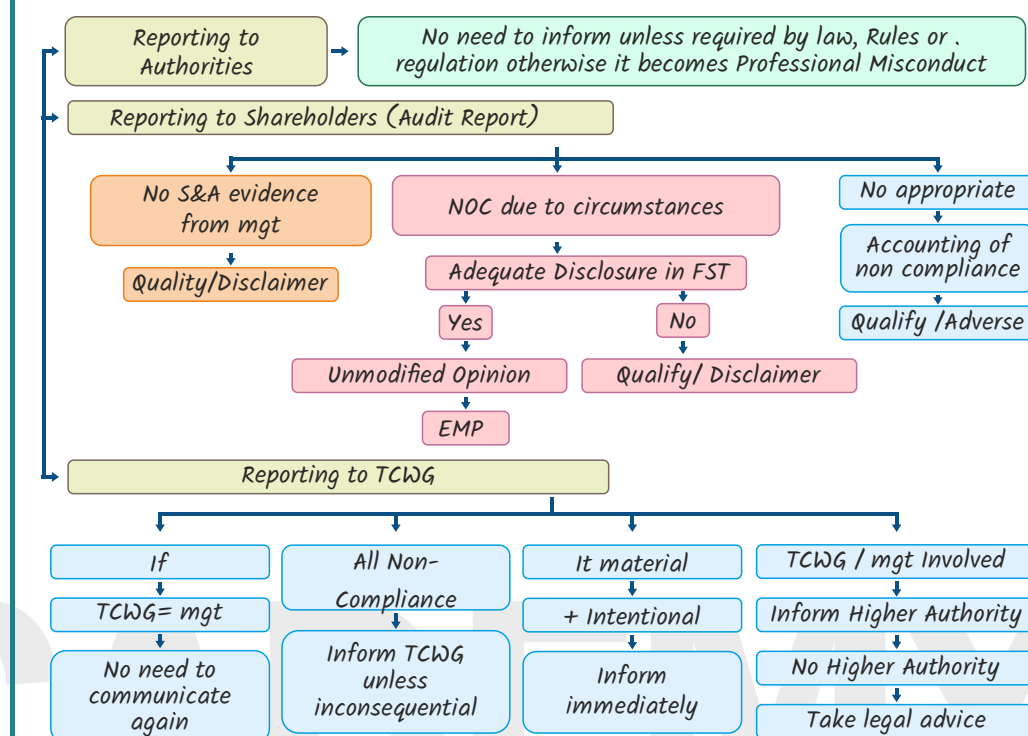 Reporting to
Authorities
No need to inform unless required by law, Rules or .
regulation otherwise it becomes Professional Misconduct
Reporting to Shareholders (Audit Report)
No S&A evidence
from mgt
Quality/Disclaimer
NOC due to circumstances
Adequate Disclosure in FST
Yes
No
Unmodified Opinion
Qualify/ Disclaimer
EMP
No appropriate
Accounting of
non compliance
Qualify /Adverse
Reporting to TCWG
If
TCWG= mgt
No need to
communicate
again
All Non-
Compliance
Inform TCWG
unless
inconsequential
It material
+ Intentional
Inform
immediately
TCWG / mgt Involved
Inform Higher Authority
No Higher Authority
Take legal advice